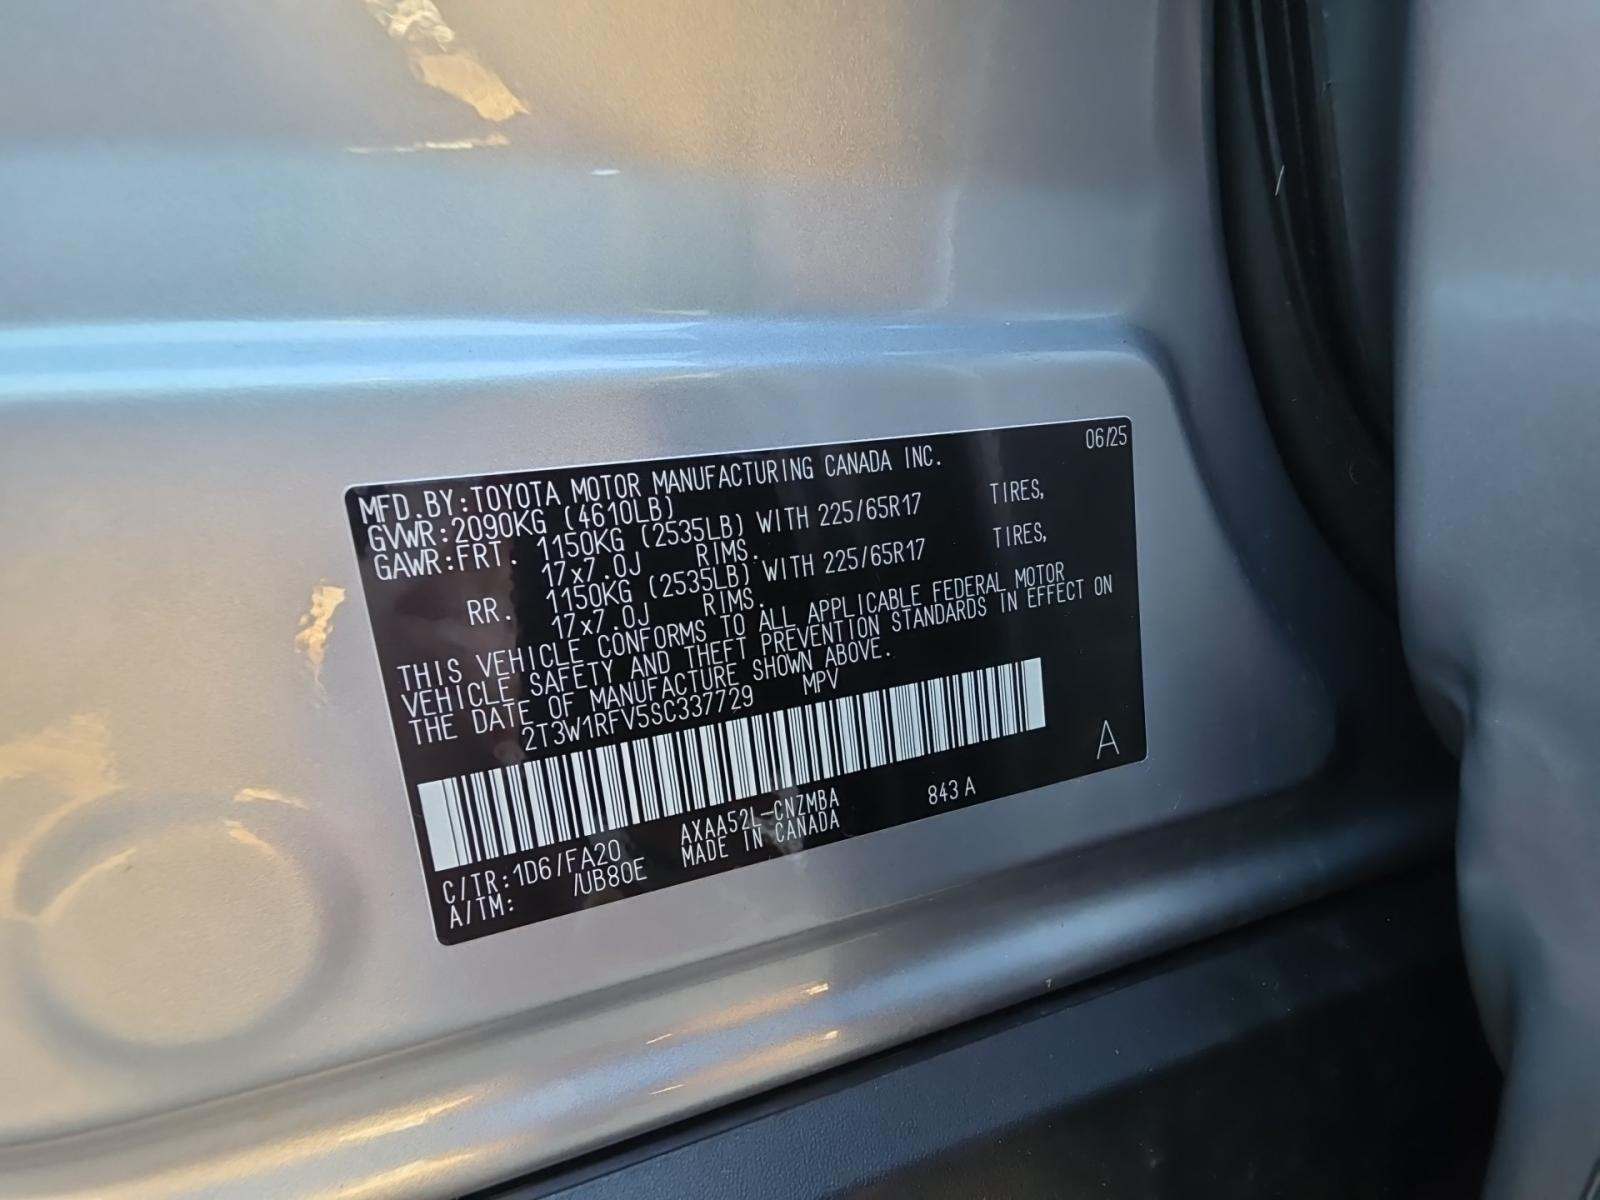 06/25
MFD.BY:TOYOTA MOTOR MANUFACTURING CANADA INC.
GVWR:2090KG (4610LB)
GAWR:FRT. 1150KG (2535LB) WITH 225/65R17 TIRES,
17x7.0J RIMS.
RR. 1150KG (2535LB) WITH 225/65R17 TIRES,
17x7.0J RIMS.
THIS VEHICLE CONFORMS TO ALL APPLICABLE FEDERAL MOTOR
VEHICLE SAFETY AND THEFT PREVENTION STANDARDS IN EFFECT ON
THE DATE OF MANUFACTURE SHOWN ABOVE.
2T3W1RFV5SC337729 MPV
A
C/TR:1D6/FA20 AXAA52L-CNZMBA 843A
A/TM: /UB80E MADE IN CANADA